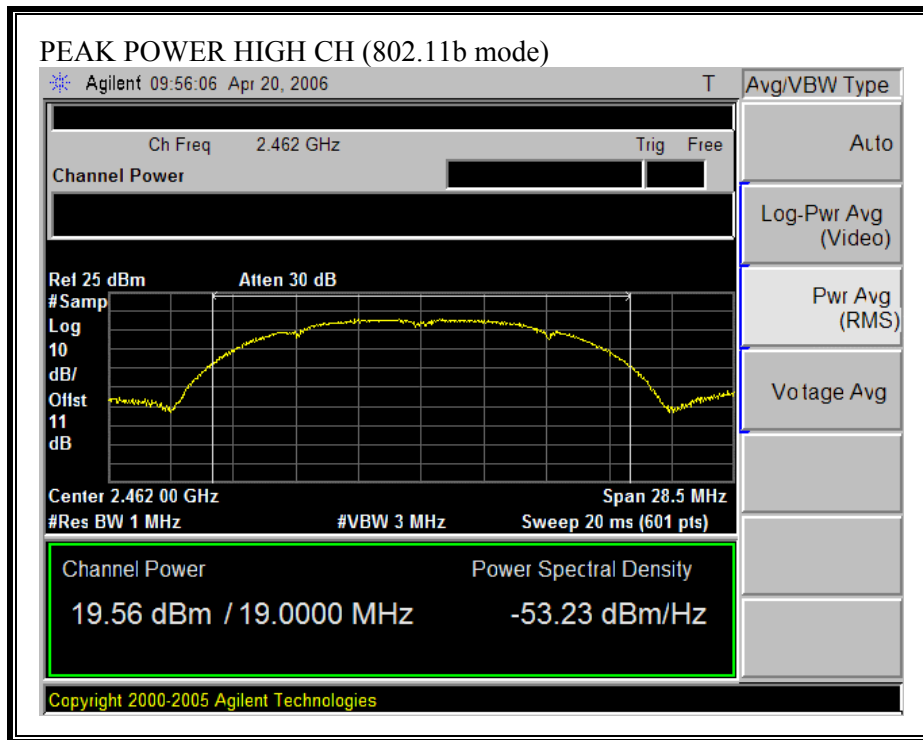 PEAK POWER HIGH CH (802.11b mode)
Agilent 09:56:06 Apr 20, 2006 T
Avg/VBW Type
Ch Freq 2.462 GHz Trig Free
Channel Power
Auto
Log-Pwr Avg
(Video)
Pwr Avg
(RMS)
Votage Avg
Ref 25 dBm Atten 30 dB
#Samp
Log
10
dB/
Offst
11
dB
Center 2.462 00 GHz Span 28.5 MHz
#Res BW 1 MHz #VBW 3 MHz Sweep 20 ms (601 pts)
Channel Power Power Spectral Density
19.56 dBm / 19.0000 MHz -53.23 dBm/Hz
Copyright 2000-2005 Agilent Technologies